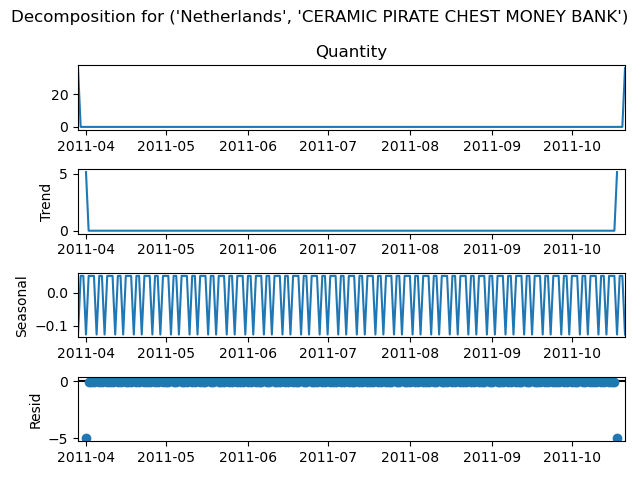 Decomposition for ('Netherlands', 'CERAMIC PIRATE CHEST MONEY BANK')
Quantity
20
0
2011-04 2011-05 2011-06 2011-07 2011-08 2011-09 2011-10
Trend
5
0
2011-04 2011-05 2011-06 2011-07 2011-08 2011-09 2011-10
Seasonal
0.0
−0.1
2011-04 2011-05 2011-06 2011-07 2011-08 2011-09 2011-10
Resid
0
−5
2011-04 2011-05 2011-06 2011-07 2011-08 2011-09 2011-10